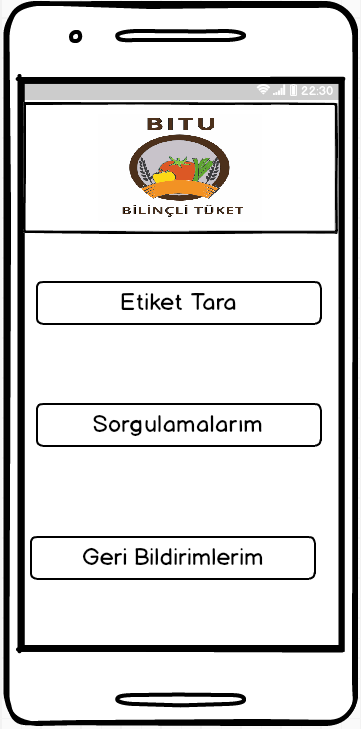 22:30
BITU
BİLİNÇLİ TÜKET
Etiket Tara
Sorgulamalarım
Geri Bildirimlerim